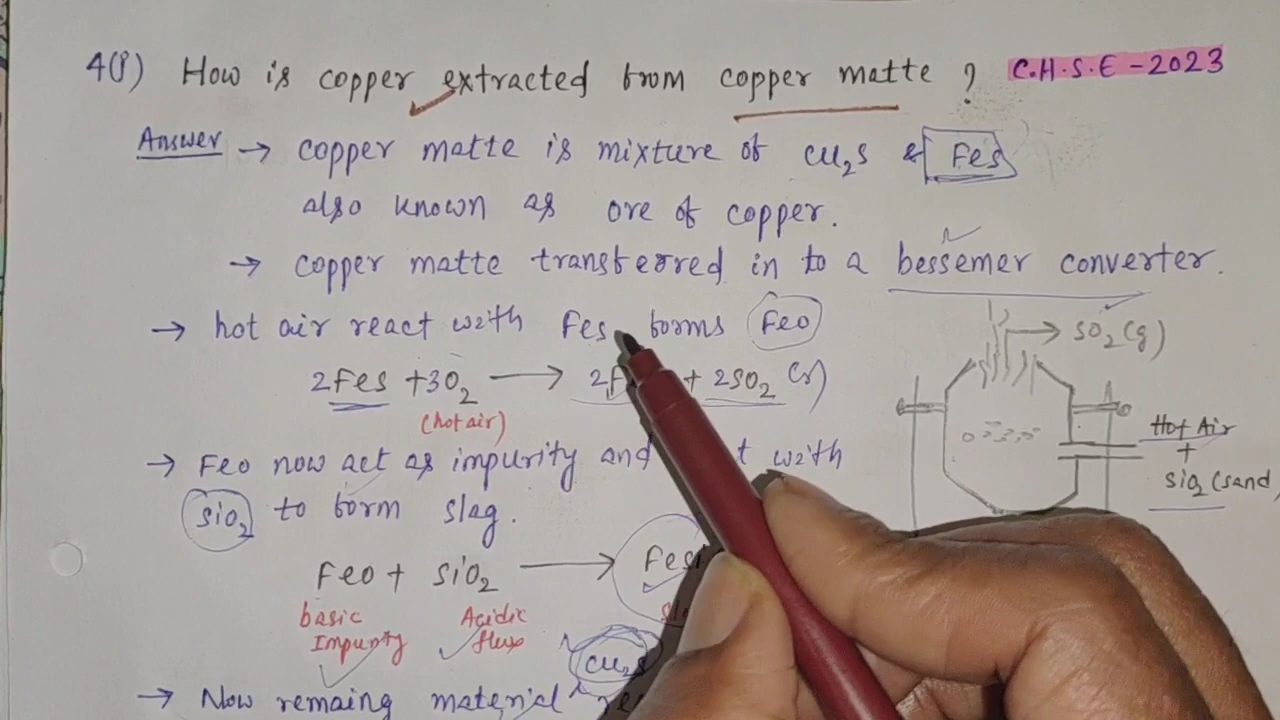 4(i) How is copper extracted from copper matte ? C.H.S.E - 2023
Answer → copper matte is mixture of Cu₂S & FeS
also known as ore of copper.
→ copper matte transferred in to a bessemer converter.
→ hot air react with FeS forms FeO
2FeS + 3O₂ → 2F + 2SO₂
(hot air)
→ FeO now act as impurity and with
SiO₂ to form slag.
FeO + SiO₂ → FeSi
basic Impurity
Acidic flux
Cu₂S
→ Now remaing material
SO₂(g)
Hot Air
+
SiO₂ (sand